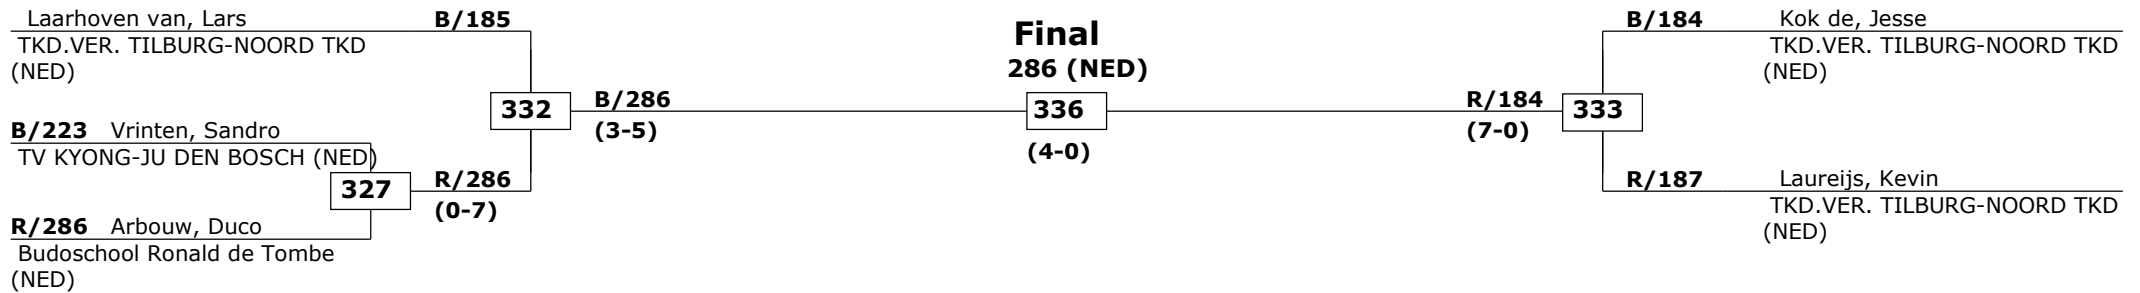 Laarhoven van, Lars
B/185
TKD.VER. TILBURG-NOORD TKD
(NED)
B/223 Vrinten, Sandro
TV KYONG-JU DEN BOSCH (NED)
327
R/286 Arbouw, Duco
Budoschool Ronald de Tombe
(NED)
R/286
(0-7)
332
B/286
(3-5)
Final
286 (NED)
336
(4-0)
R/184
(7-0)
333
B/184
Kok de, Jesse
TKD.VER. TILBURG-NOORD TKD
(NED)
R/187
Laureijs, Kevin
TKD.VER. TILBURG-NOORD TKD
(NED)